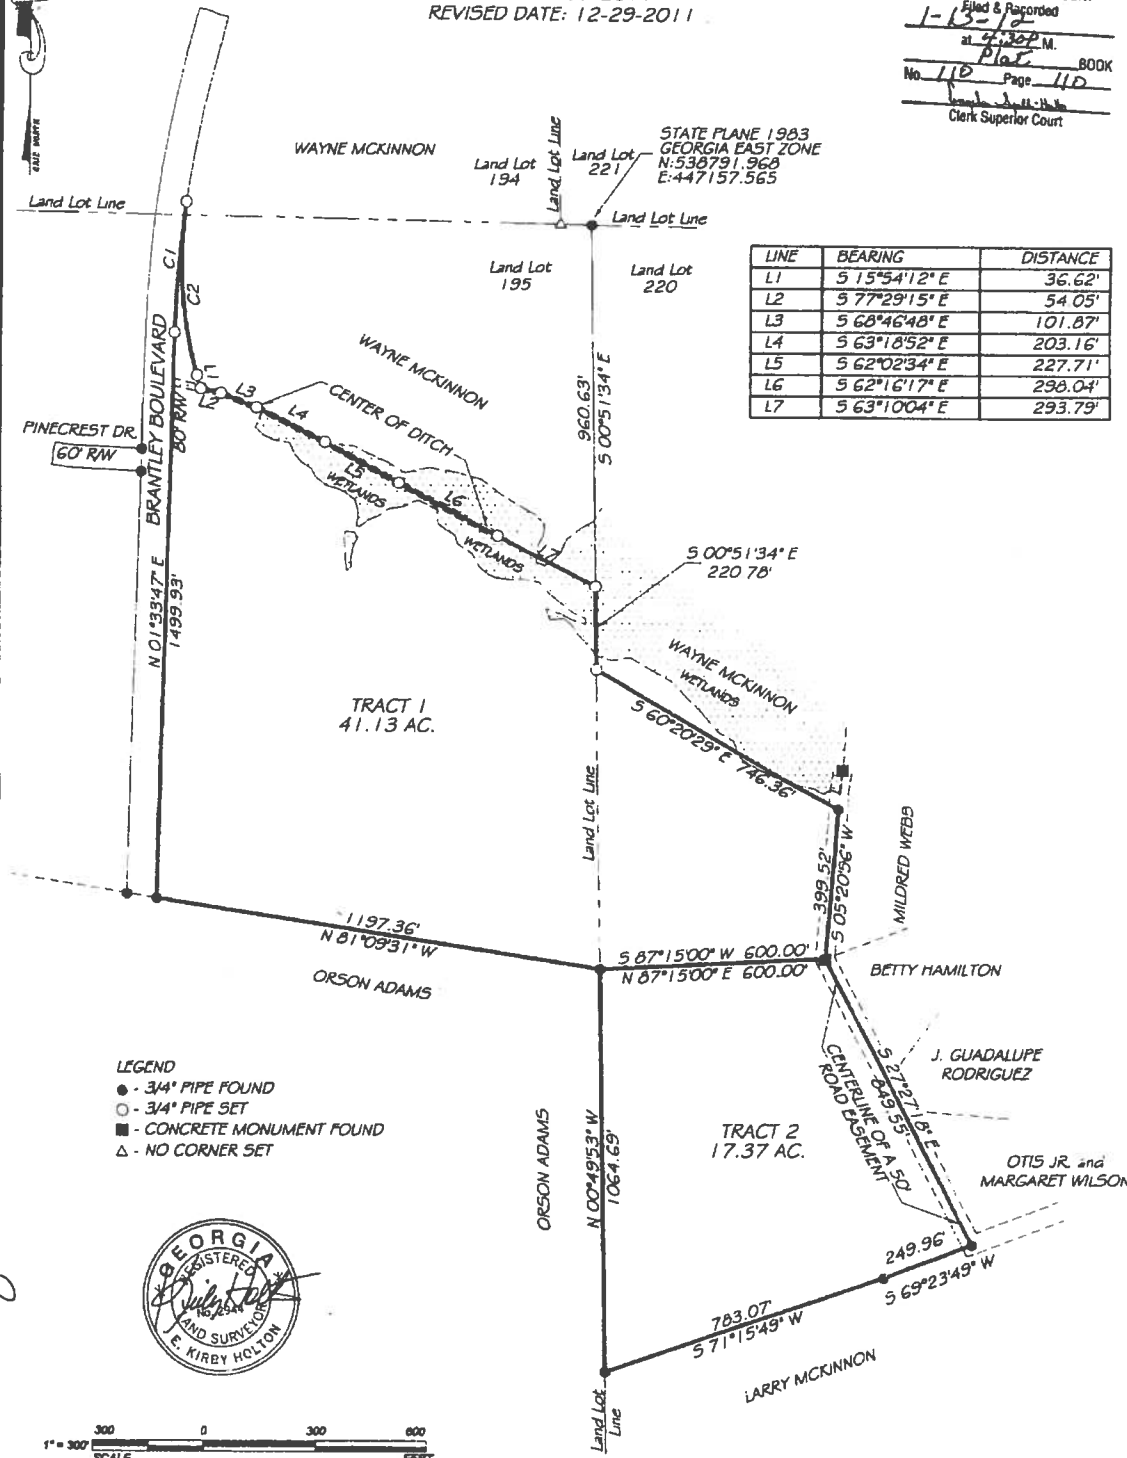 REVISED DATE: 12-29-2011
Filed & Recorded
1-13-12
at 4:30P M.
Plat BOOK
No. 110 Page 110
Clerk Superior Court
WAYNE MCKINNON
Land Lot
194
Land Lot Line
Land Lot
221
STATE PLANE 1983
GEORGIA EAST ZONE
N:538791.968
E:447157.565
Land Lot Line
Land Lot Line
Land Lot
195
Land Lot
220
LINE BEARING DISTANCE
L1 S 15°54'12" E 36.62'
L2 S 77°29'15" E 54.05'
L3 S 68°46'48" E 101.87'
L4 S 63°18'52" E 203.16'
L5 S 62°02'34" E 227.71'
L6 S 62°16'17" E 298.04'
L7 S 63°10'04" E 293.79'
C1
C2
L1
L2
L3
L4
L5
L6
L7
WAYNE MCKINNON
CENTER OF DITCH
960.63'
S 00°51'34" E
PINECREST DR.
60' R/W
BRANTLEY BOULEVARD
80' R/W
WETLANDS
WETLANDS
S 00°51'34" E
220.78'
N 01°33'47" E
1499.93'
WAYNE MCKINNON
WETLANDS
TRACT 1
41.13 AC.
S 60°20'29" E 746.36'
Land Lot Line
399.52'
S 05°20'56" W
MILDRED WEBB
1197.36'
N 81°09'31" W
ORSON ADAMS
S 87°15'00" W 600.00'
N 87°15'00" E 600.00'
BETTY HAMILTON
J. GUADALUPE
RODRIGUEZ
S 27°27'18" E
849.55'
CENTERLINE OF A 50'
ROAD EASEMENT
LEGEND
● - 3/4" PIPE FOUND
○ - 3/4" PIPE SET
■ - CONCRETE MONUMENT FOUND
△ - NO CORNER SET
ORSON ADAMS
N 00°49'53" W
1064.69'
TRACT 2
17.37 AC.
OTIS JR. and
MARGARET WILSON
249.96'
S 69°23'49" W
783.07'
S 71°15'49" W
LARRY MCKINNON
GEORGIA
REGISTERED
No. 2944
LAND SURVEYOR
J. E. KIRBY HOLTON
Land Lot
Line
300 0 300 600
1" = 300'
SCALE FEET